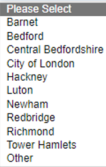 Please Select
Barnet
Bedford
Central Bedfordshire
City of London
Hackney
Luton
Newham
Redbridge
Richmond
Tower Hamlets
Other